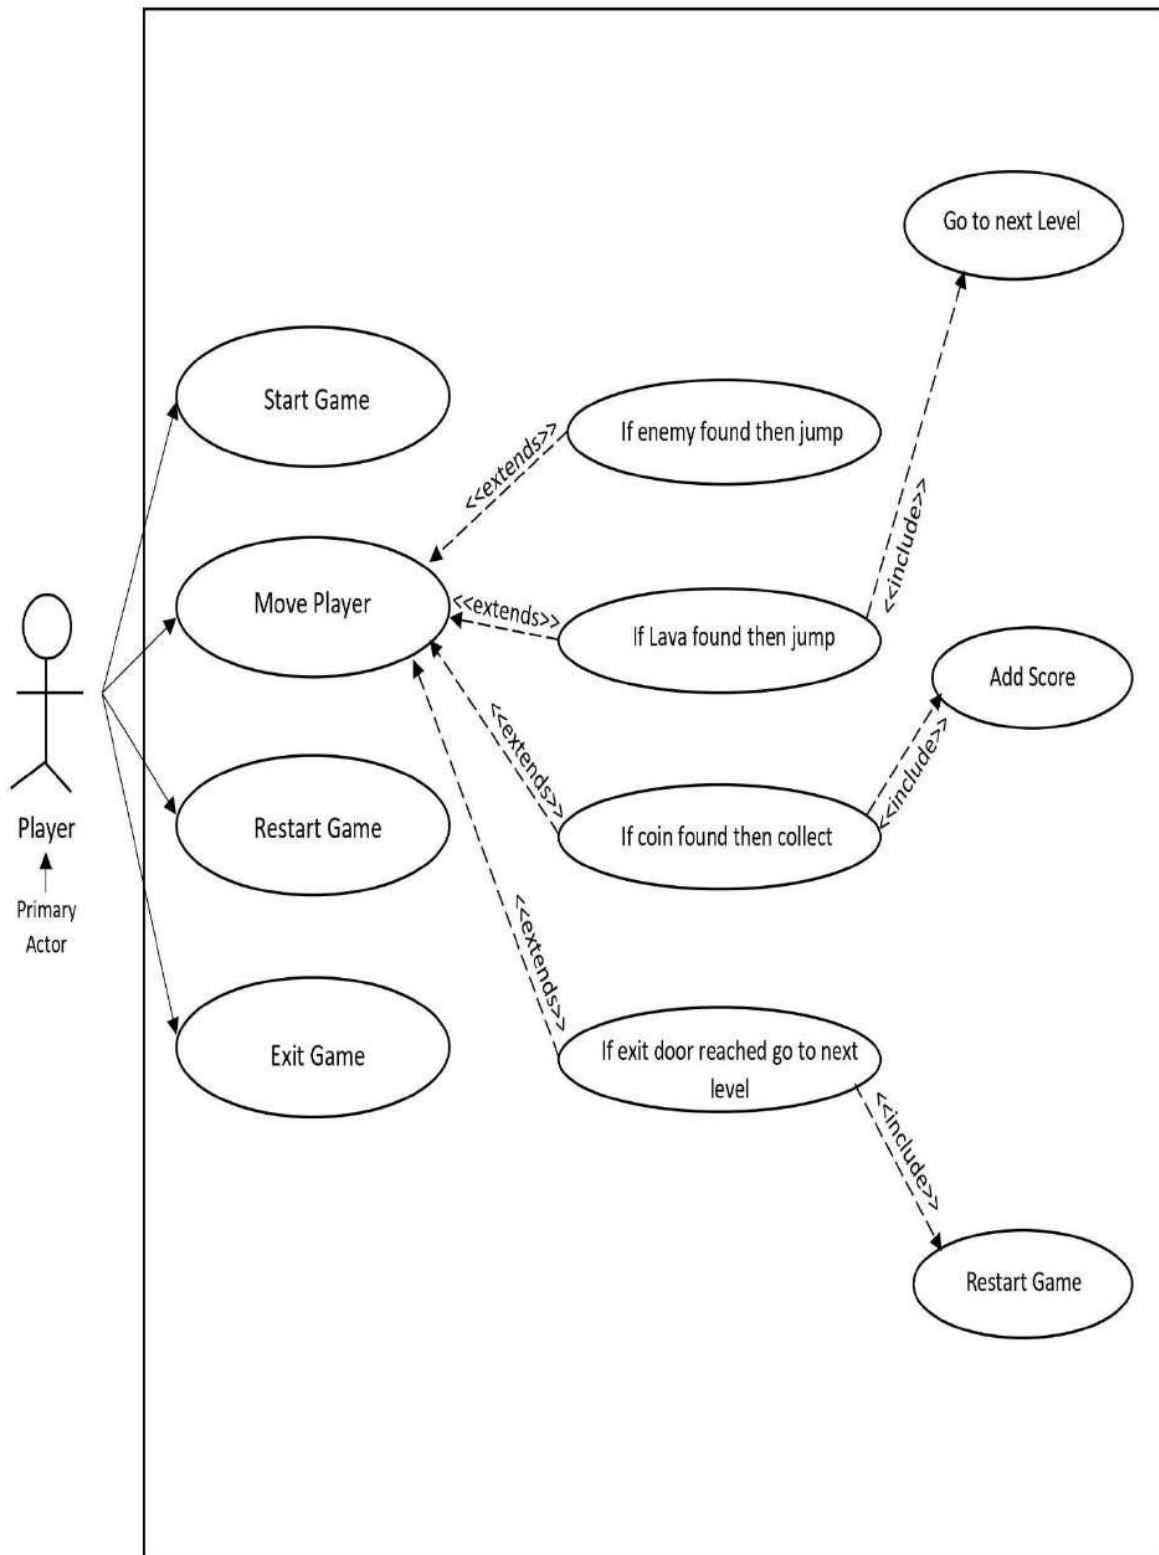 Go to next Level
Start Game
<<extends>>
If enemy found then jump
<<include>>
Move Player
<<extends>>
If Lava found then jump
Add Score
<<extends>>
<<include>>
Player
Restart Game
If coin found then collect
Primary
Actor
<<extends>>
Exit Game
If exit door reached go to next
level
<<include>>
Restart Game